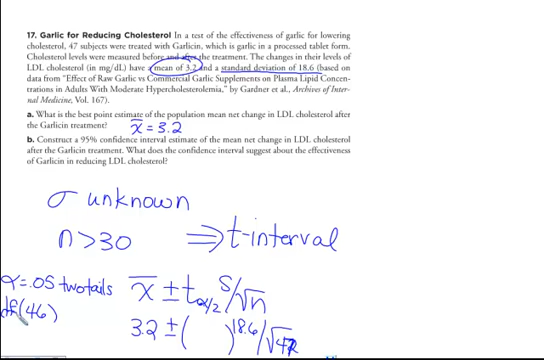 17. Garlic for Reducing Cholesterol In a test of the effectiveness of garlic for lowering
cholesterol, 47 subjects were treated with Garlicin, which is garlic in a processed tablet form.
Cholesterol levels were measured before and after the treatment. The changes in their levels of
LDL cholesterol (in mg/dL) have a mean of 3.2 and a standard deviation of 18.6 (based on
data from "Effect of Raw Garlic vs Commercial Garlic Supplements on Plasma Lipid Concen-
trations in Adults With Moderate Hypercholesterolemia," by Gardner et al., Archives of Inter-
nal Medicine, Vol. 167).
a. What is the best point estimate of the population mean net change in LDL cholesterol after
the Garlicin treatment? x̅ = 3.2
b. Construct a 95% confidence interval estimate of the mean net change in LDL cholesterol
after the Garlicin treatment. What does the confidence interval suggest about the effectiveness
of Garlicin in reducing LDL cholesterol?
σ unknown
n>30 ⇒ t-interval
α=.05 two tails x̅ ± t α/2 s/√n
df(46) 3.2 ± ( ) 18.6/√47